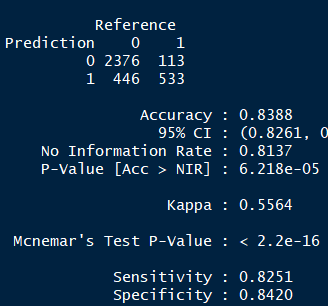 Reference
Prediction 0 1
0 2376 113
1 446 533
Accuracy : 0.8388
95% CI : (0.8261, 0
No Information Rate : 0.8137
P-Value [Acc > NIR] : 6.218e-05
Kappa : 0.5564
Mcnemar's Test P-Value : < 2.2e-16
Sensitivity : 0.8251
Specificity : 0.8420